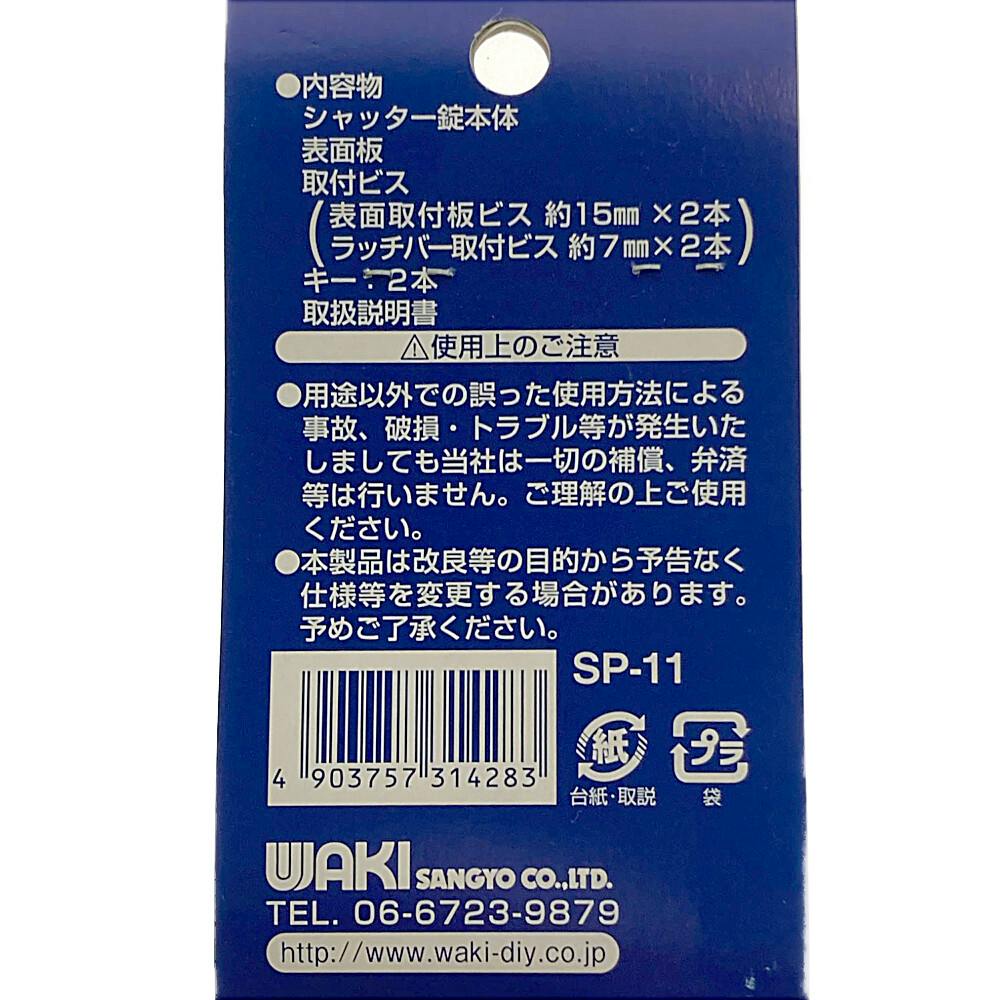 ●内容物
シャッター錠本体
表面板
取付ビス
(表面取付板ビス 約15㎜ ×2本
ラッチバー取付ビス 約7㎜×2本)
キー:2本
取扱説明書
⚠使用上のご注意
●用途以外での誤った使用方法による
事故、破損・トラブル等が発生いた
しましても当社は一切の補償、弁済
等は行いません。ご理解の上ご使用
ください。
●本製品は改良等の目的から予告なく
仕様等を変更する場合があります。
予めご了承ください。
SP-11
4 903757 314283
紙
台紙・取説
プラ
袋
WAKI SANGYO CO.,LTD.
TEL. 06-6723-9879
http://www.waki-diy.co.jp